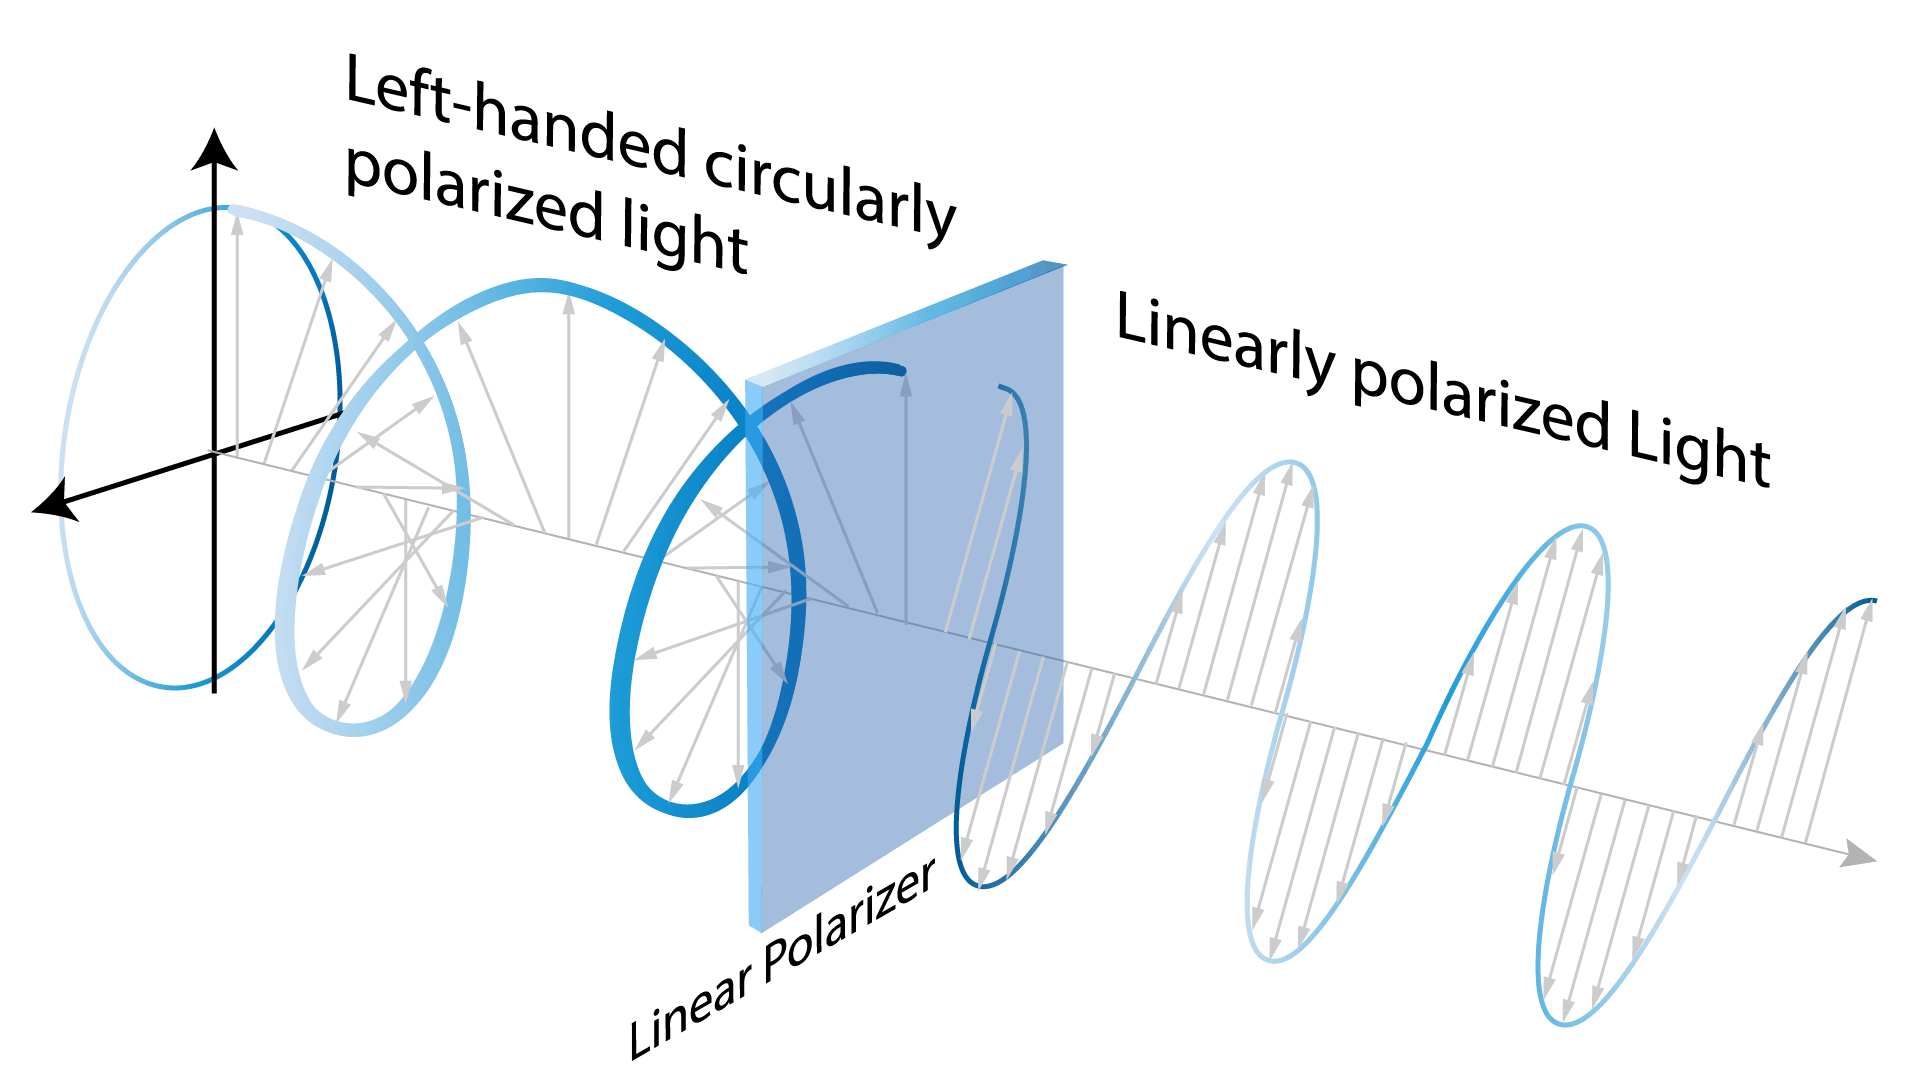 Left-handed circularly
polarized light
Linearly polarized Light
Linear Polarizer